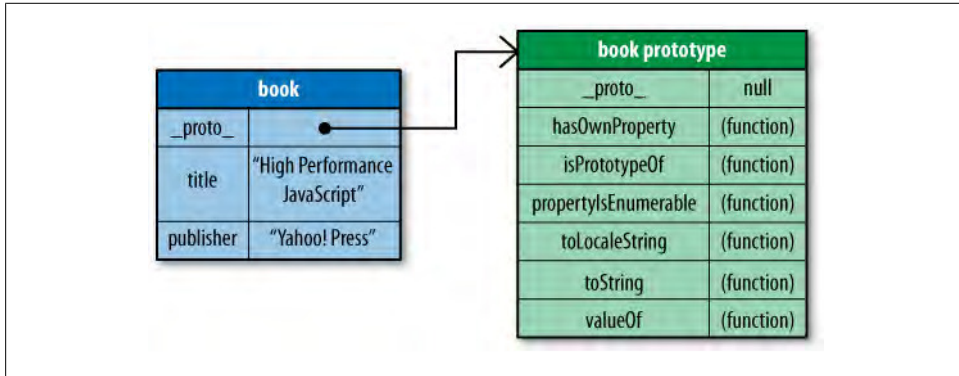 book
_proto_
title "High Performance
JavaScript"
publisher "Yahoo! Press"
book prototype
_proto_ null
hasOwnProperty (function)
isPrototypeOf (function)
propertyIsEnumerable (function)
toLocaleString (function)
toString (function)
valueOf (function)